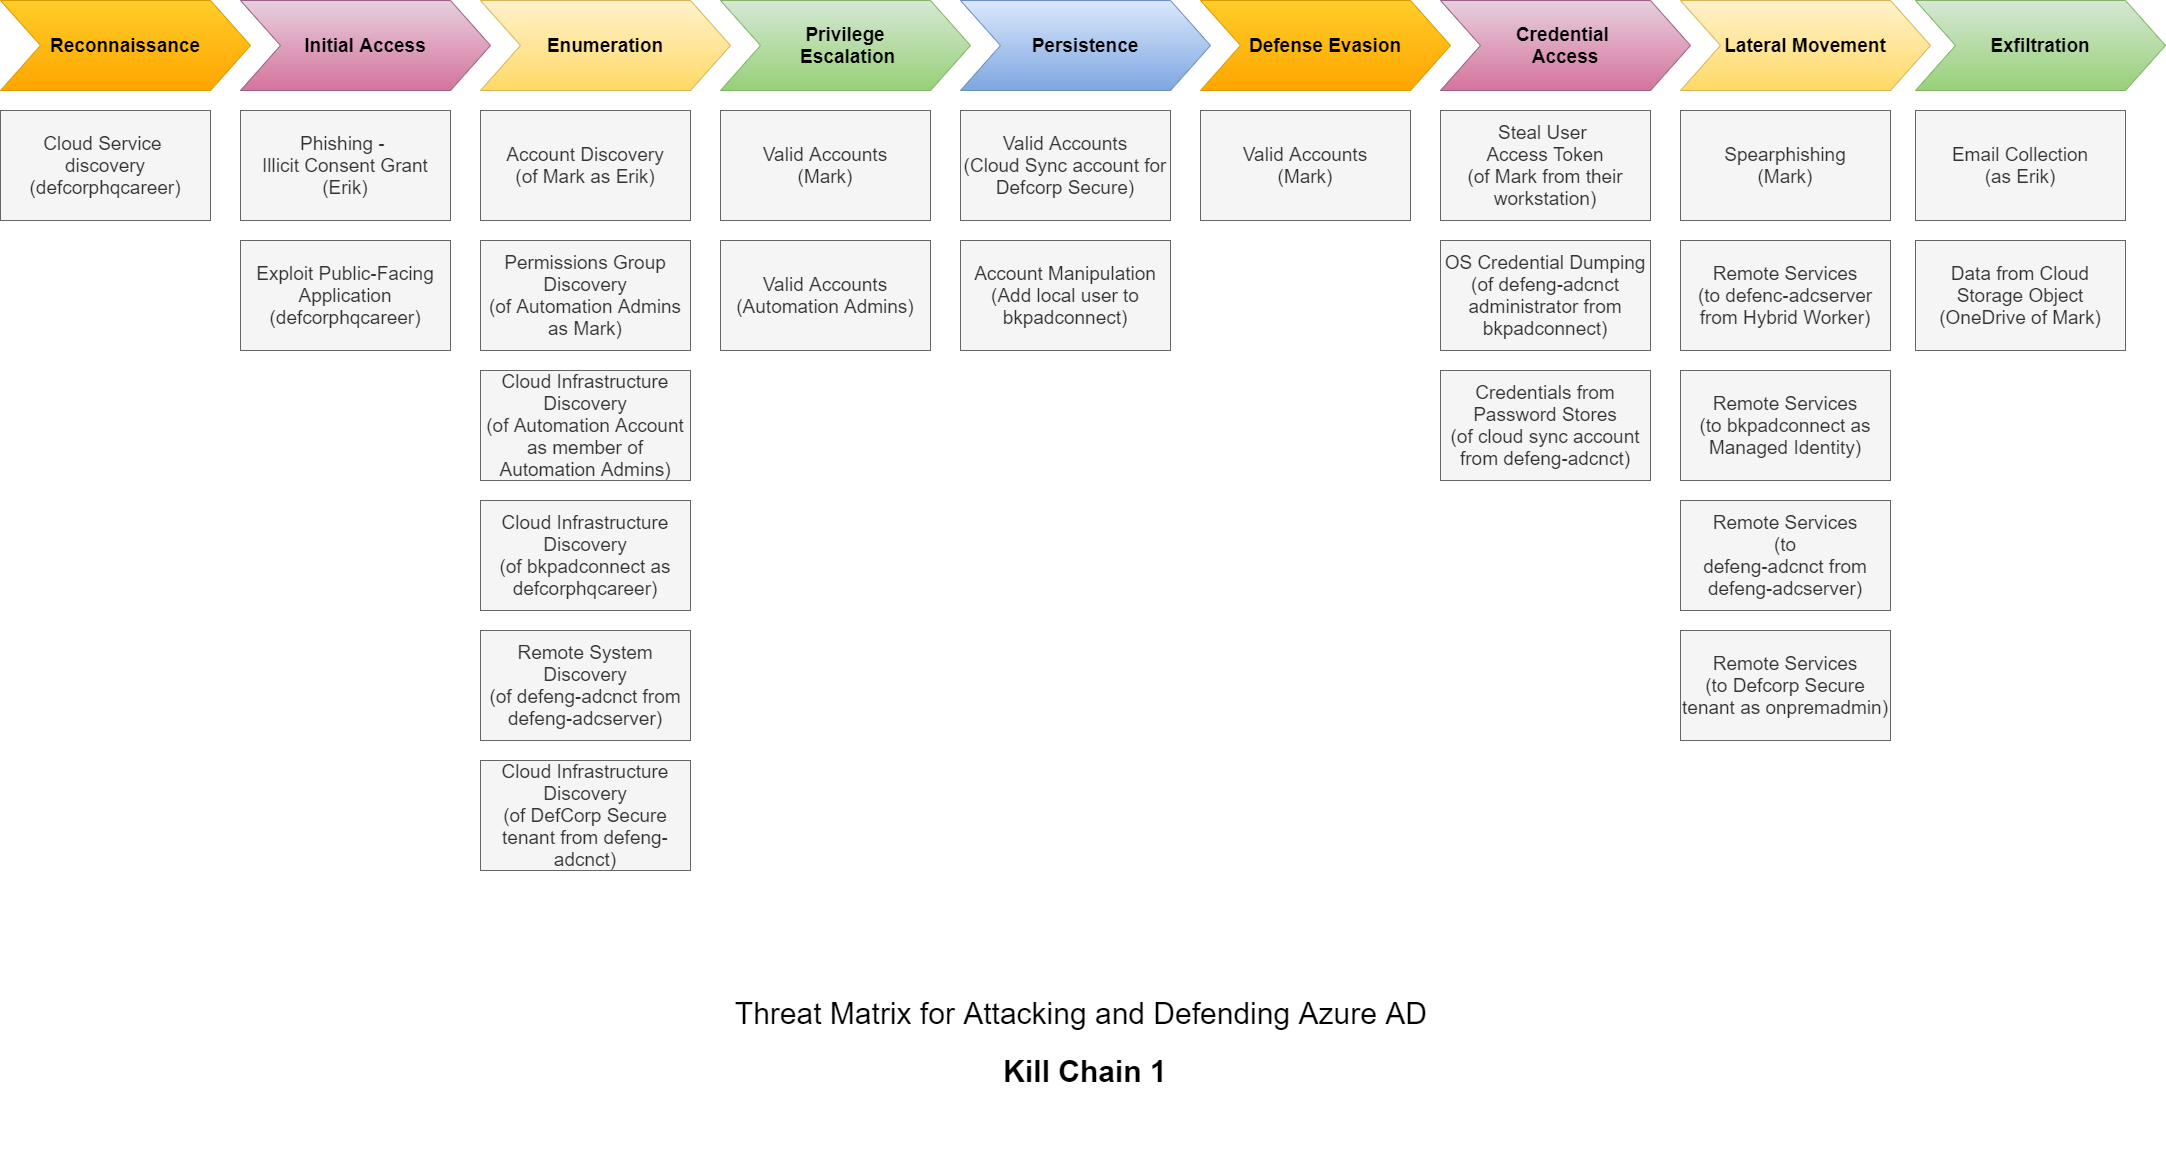 Reconnaissance
Initial Access
Enumeration
Privilege
Escalation
Persistence
Defense Evasion
Credential
Access
Lateral Movement
Exfiltration
Cloud Service
discovery
(defcorphqcareer)
Phishing -
Illicit Consent Grant
(Erik)
Exploit Public-Facing
Application
(defcorphqcareer)
Account Discovery
(of Mark as Erik)
Permissions Group
Discovery
(of Automation Admins
as Mark)
Cloud Infrastructure
Discovery
(of Automation Account
as member of
Automation Admins)
Cloud Infrastructure
Discovery
(of bkpadconnect as
defcorphqcareer)
Remote System
Discovery
(of defeng-adcnct from
defeng-adcserver)
Cloud Infrastructure
Discovery
(of DefCorp Secure
tenant from defeng-
adcnct)
Valid Accounts
(Mark)
Valid Accounts
(Automation Admins)
Valid Accounts
(Cloud Sync account for
Defcorp Secure)
Account Manipulation
(Add local user to
bkpadconnect)
Valid Accounts
(Mark)
Steal User
Access Token
(of Mark from their
workstation)
OS Credential Dumping
(of defeng-adcnct
administrator from
bkpadconnect)
Credentials from
Password Stores
(of cloud sync account
from defeng-adcnct)
Spearphishing
(Mark)
Remote Services
(to defenc-adcserver
from Hybrid Worker)
Remote Services
(to bkpadconnect as
Managed Identity)
Remote Services
(to
defeng-adcnct from
defeng-adcserver)
Remote Services
(to Defcorp Secure
tenant as onpremadmin)
Email Collection
(as Erik)
Data from Cloud
Storage Object
(OneDrive of Mark)
Threat Matrix for Attacking and Defending Azure AD
Kill Chain 1